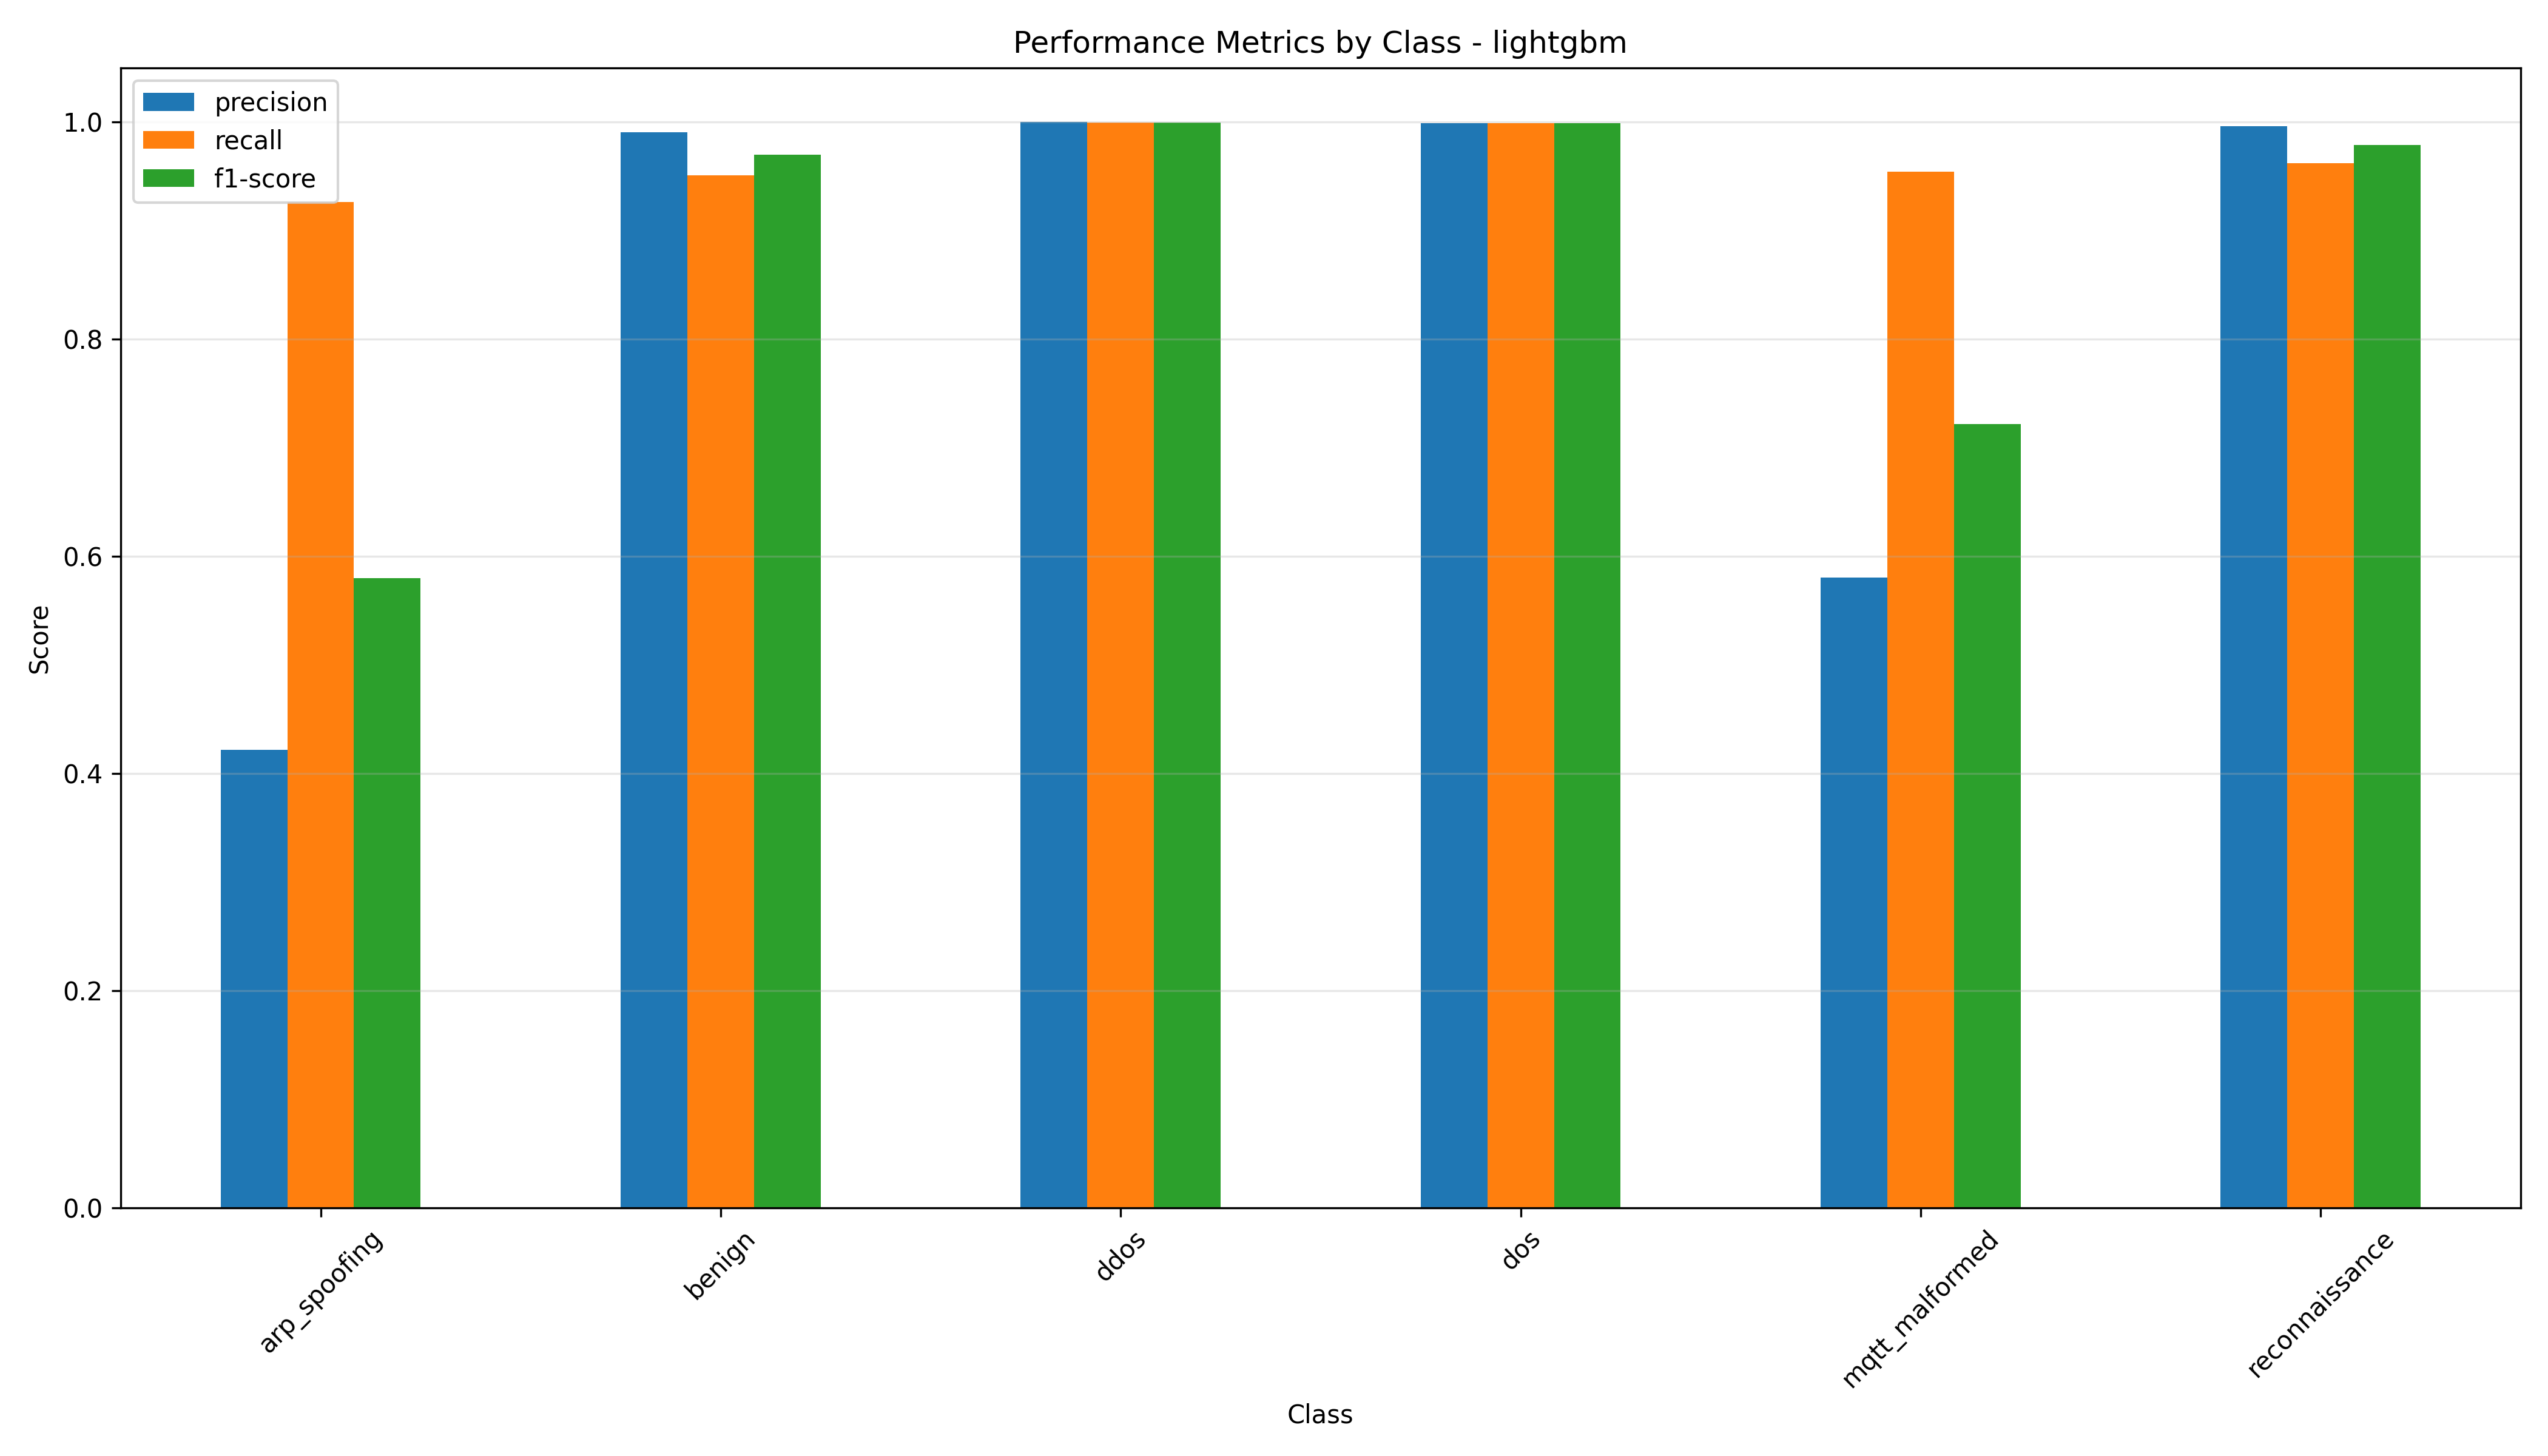 Performance Metrics by Class - lightgbm
precision
recall
f1-score
1.0
0.8
0.6
0.4
0.2
0.0
Score
arp_spoofing
benign
ddos
dos
mqtt_malformed
reconnaissance
Class